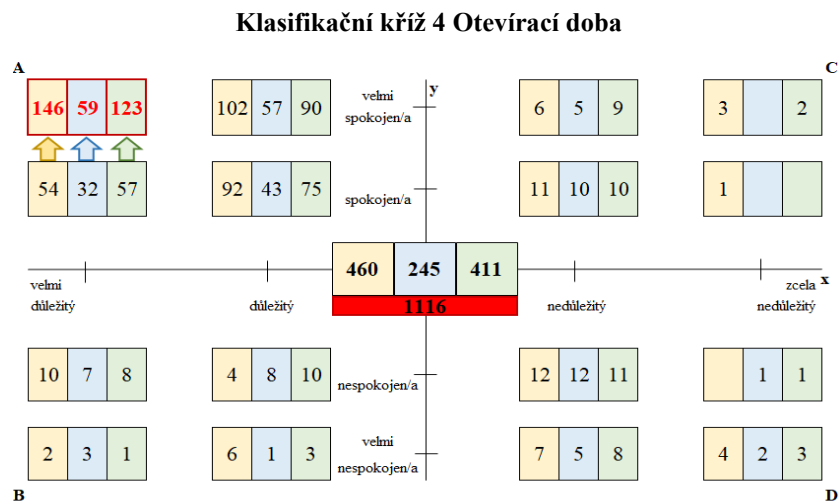 Klasifikační kříž 4 Otevírací doba
A
C
y
146 59 123
102 57 90
velmi
spokojen/a
6 5 9
3 2
54 32 57
92 43 75
spokojen/a
11 10 10
1
460 245 411
1116
velmi
důležitý
důležitý
nedůležitý
zcela x
nedůležitý
10 7 8
4 8 10
nespokojen/a
12 12 11
1 1
2 3 1
6 1 3
velmi
nespokojen/a
7 5 8
4 2 3
B
D